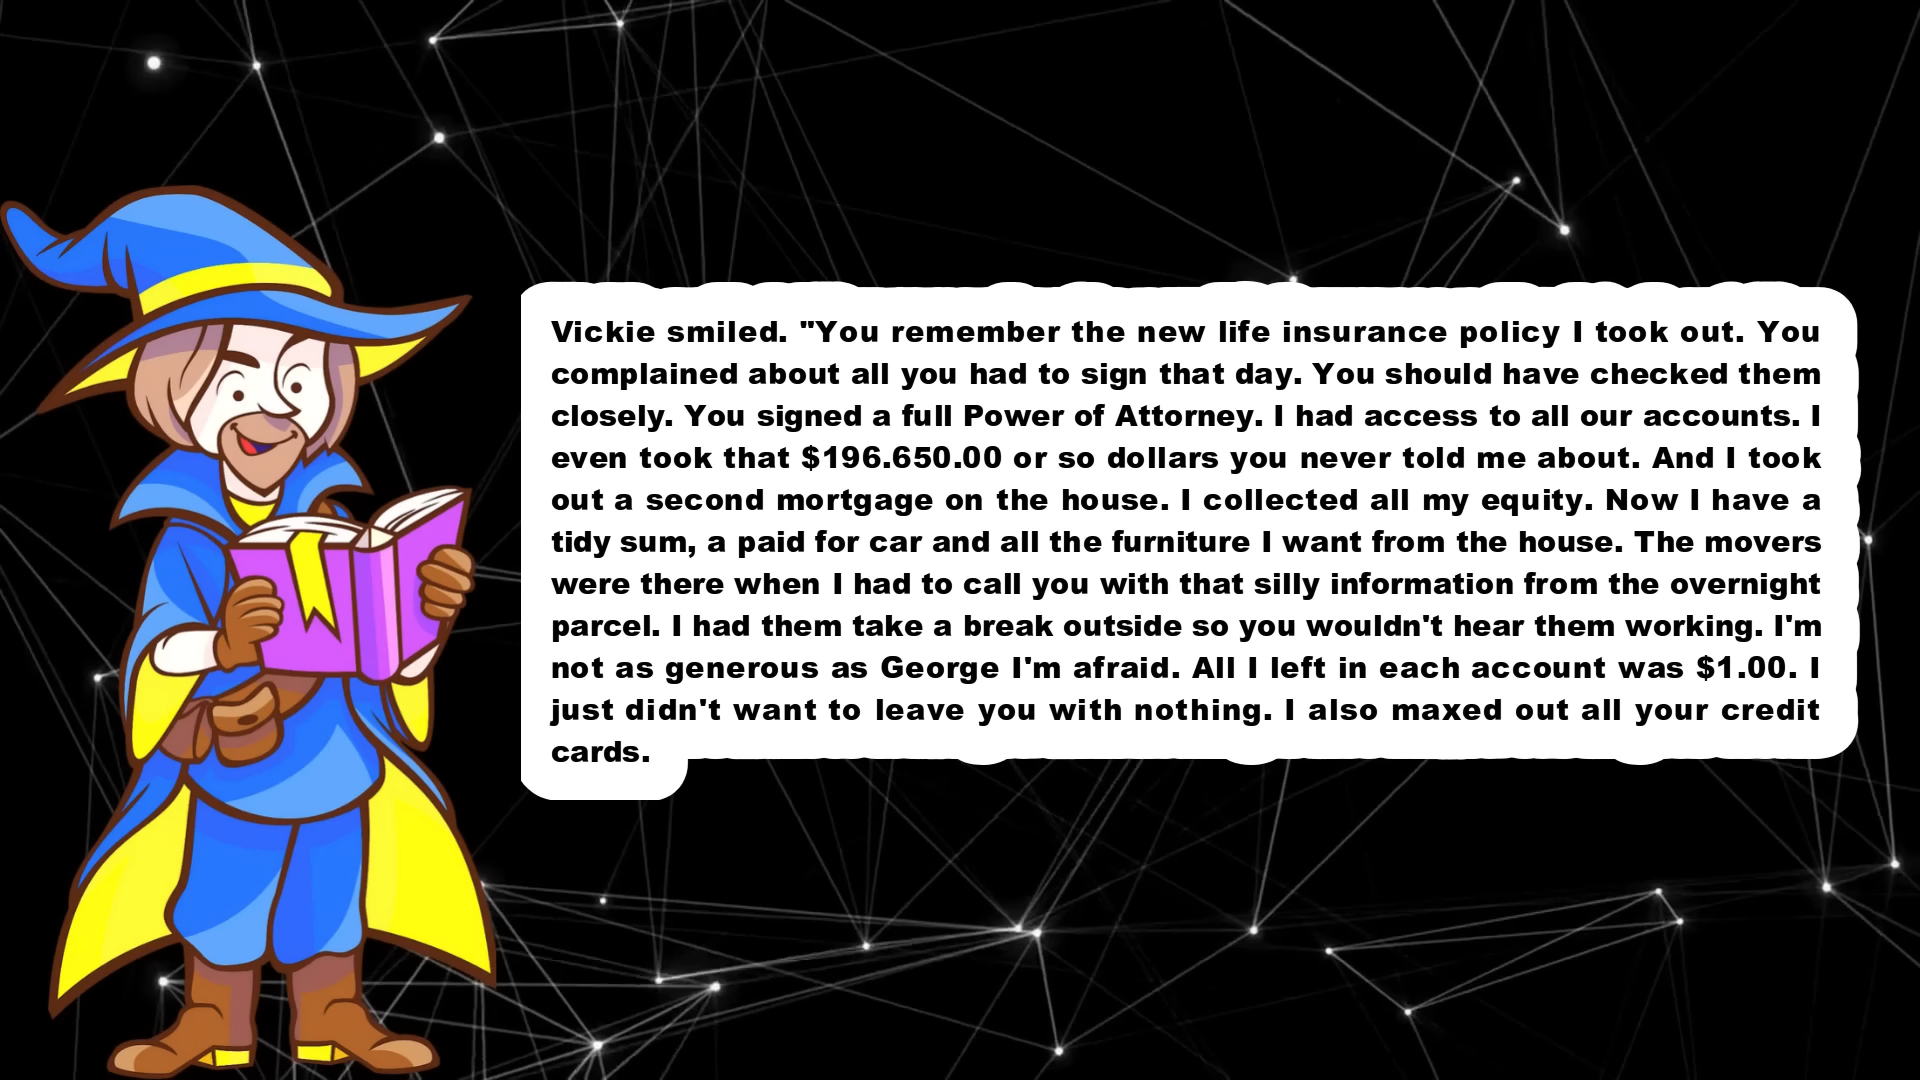 Vickie smiled. "You remember the new life insurance policy I took out. You
complained about all you had to sign that day. You should have checked them
closely. You signed a full Power of Attorney. I had access to all our accounts. I
even took that $196.650.00 or so dollars you never told me about. And I took
out a second mortgage on the house. I collected all my equity. Now I have a
tidy sum, a paid for car and all the furniture I want from the house. The movers
were there when I had to call you with that silly information from the overnight
parcel. I had them take a break outside so you wouldn't hear them working. I'm
not as generous as George I'm afraid. All I left in each account was $1.00. I
just didn't want to leave you with nothing. I also maxed out all your credit
cards.